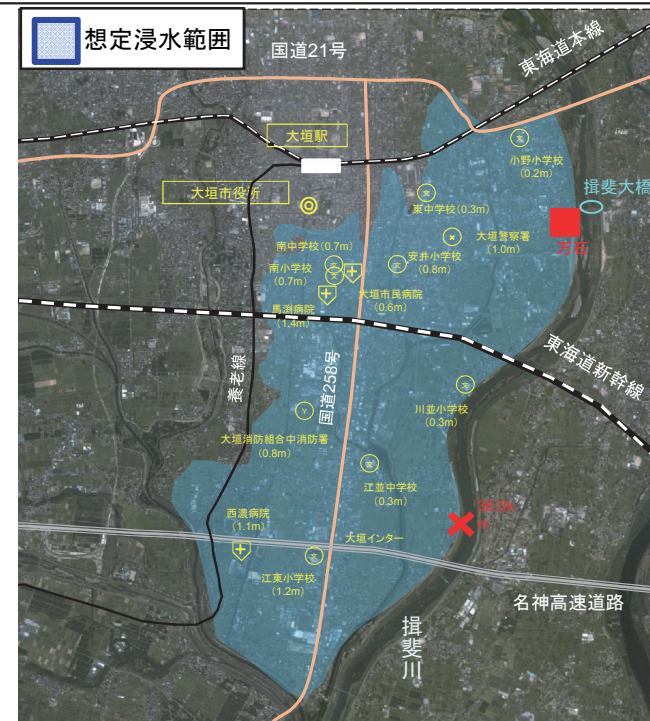 想定浸水範囲
国道21号
東海道本線
大垣駅
小野小学校
(0.2m)
揖斐大橋
大垣市役所
東中学校(0.3m)
万石
大垣警察署
(1.0m)
南中学校(0.7m)
安井小学校
(0.8m)
南小学校
(0.7m)
大垣市民病院
(0.6m)
馬渕病院
(1.4m)
東海道新幹線
養老線
国道258号
川並小学校
(0.3m)
大垣消防組合中消防署
(0.8m)
江並中学校
(0.3m)
西濃病院
(1.1m)
大垣インター
江東小学校
(1.2m)
名神高速道路
揖斐川